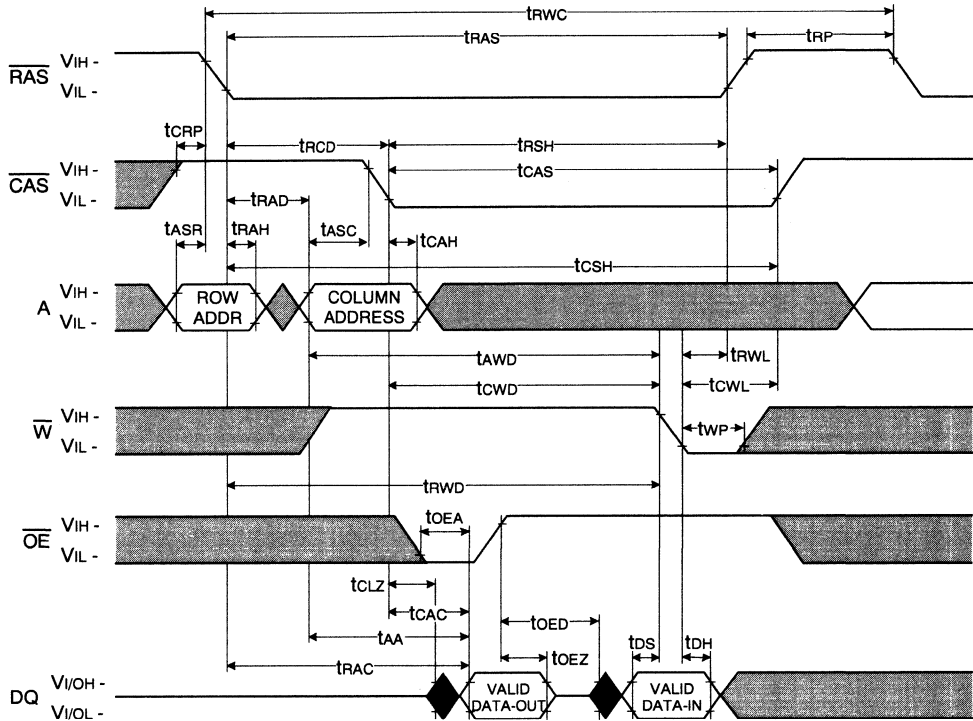 tRWC
tRAS
tRP
RAS
VIH -
VIL -
tCRP
tRCD
tRSH
CAS
VIH -
VIL -
tCAS
tRAD
tASR
tRAH
tASC
tCAH
tCSH
A
VIH -
VIL -
ROW
ADDR
COLUMN
ADDRESS
tAWD
tRWL
tCWD
tCWL
W
VIH -
VIL -
tWP
tRWD
OE
VIH -
VIL -
tOEA
tCLZ
tCAC
tOED
tAA
tOEZ
tDS
tDH
tRAC
DQ
VI/OH -
VI/OL -
VALID
DATA-OUT
VALID
DATA-IN